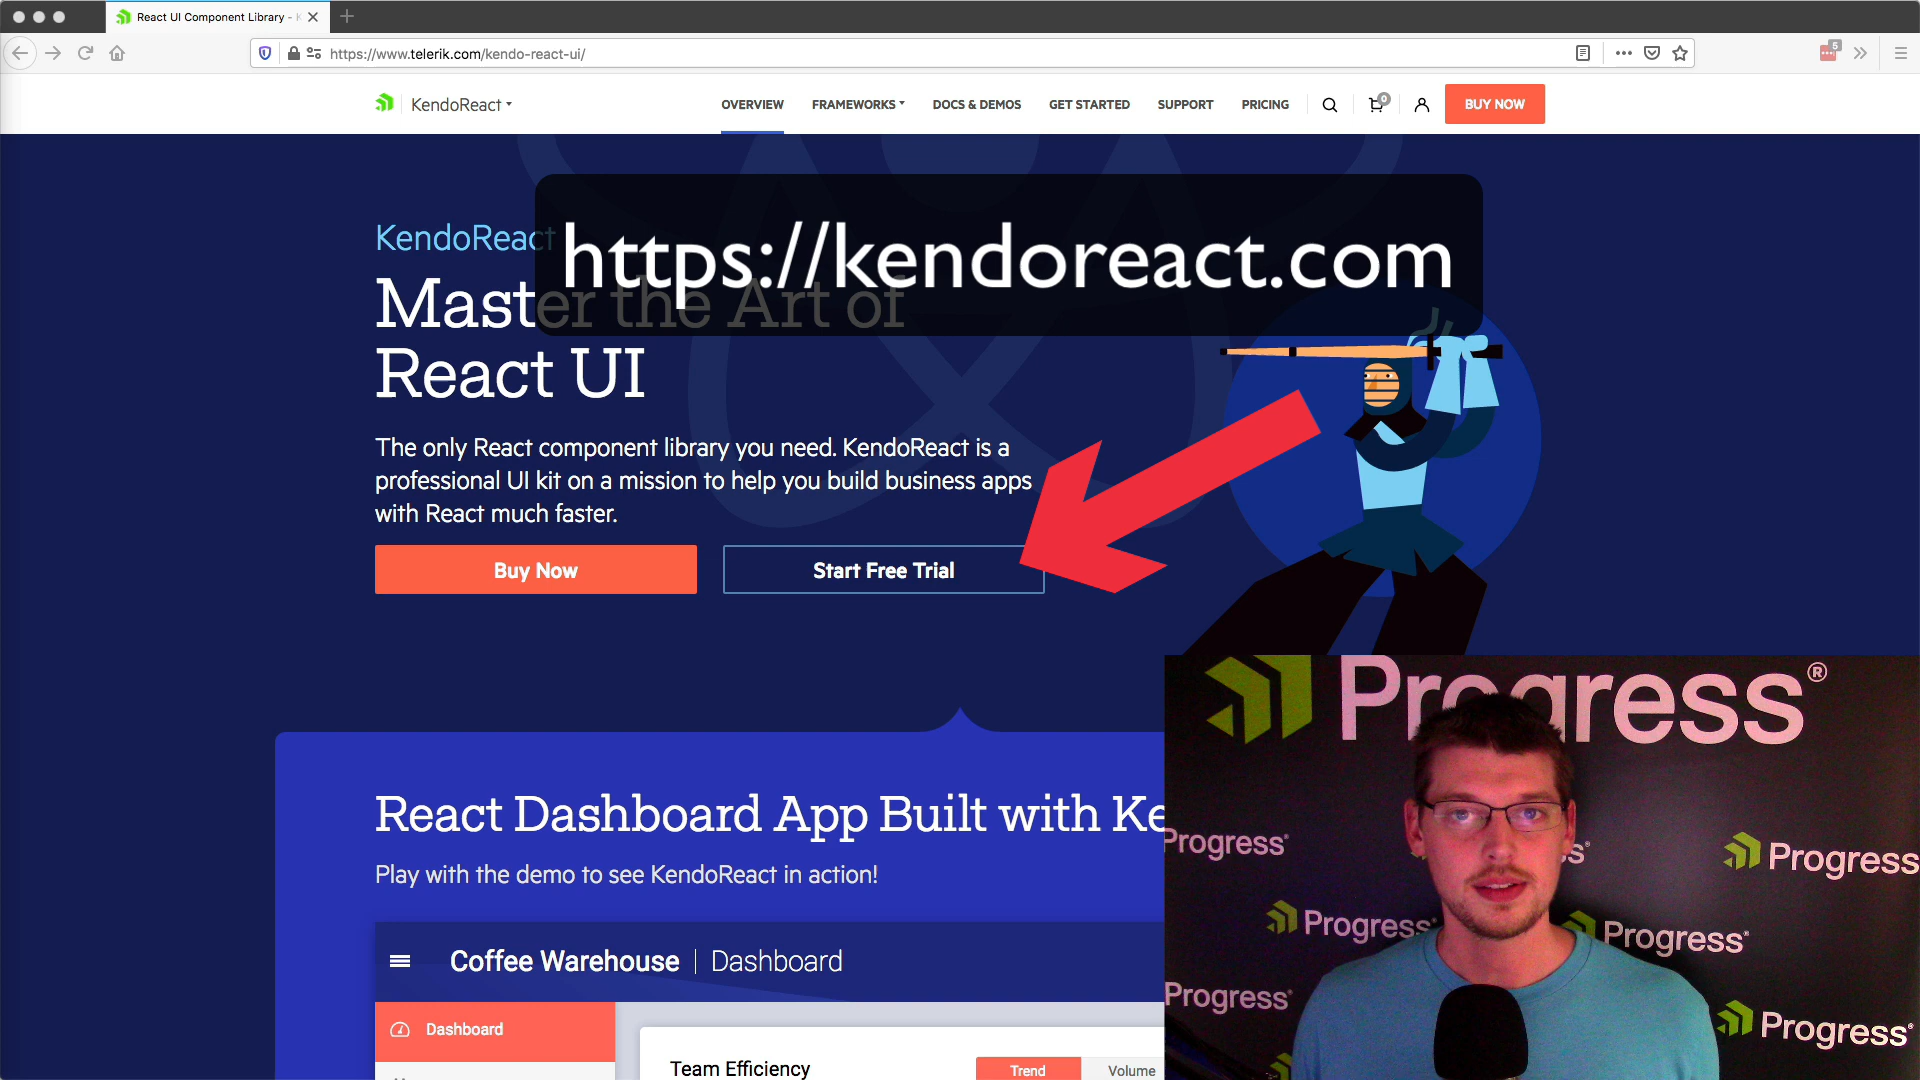 React UI Component Library -
https://www.telerik.com/kendo-react-ui/
5
KendoReact
OVERVIEW
FRAMEWORKS
DOCS & DEMOS
GET STARTED
SUPPORT
PRICING
0
BUY NOW
https://kendoreact.com
KendoReact
Master the Art of
React UI
The only React component library you need. KendoReact is a
professional UI kit on a mission to help you build business apps
with React much faster.
Buy Now
Start Free Trial
Progress®
React Dashboard App Built with Ke
Play with the demo to see KendoReact in action!
Progress®
s®
Progress®
Progress®
Progress®
Progress®
Progress®
Coffee Warehouse | Dashboard
Dashboard
Team Efficiency
Trend
Volume